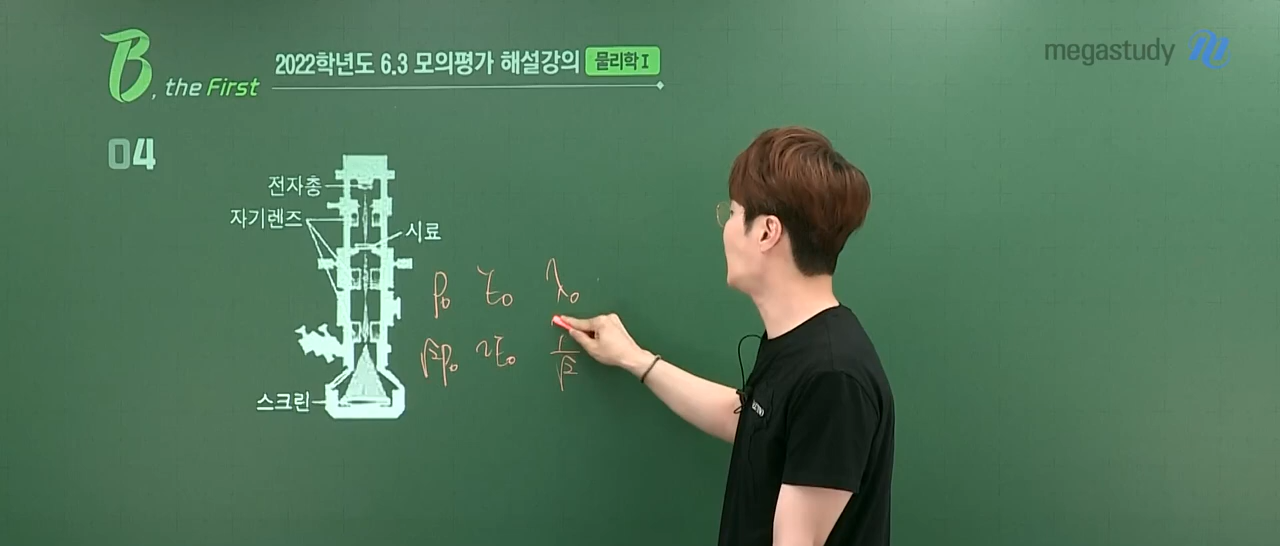 B, the First
2022학년도 6.3 모의평가 해설강의 물리학 I
megastudy
04
전자총
자기렌즈
시료
p₀ E₀ λ₀
√2p₀ 2E₀ 1/√2
스크린